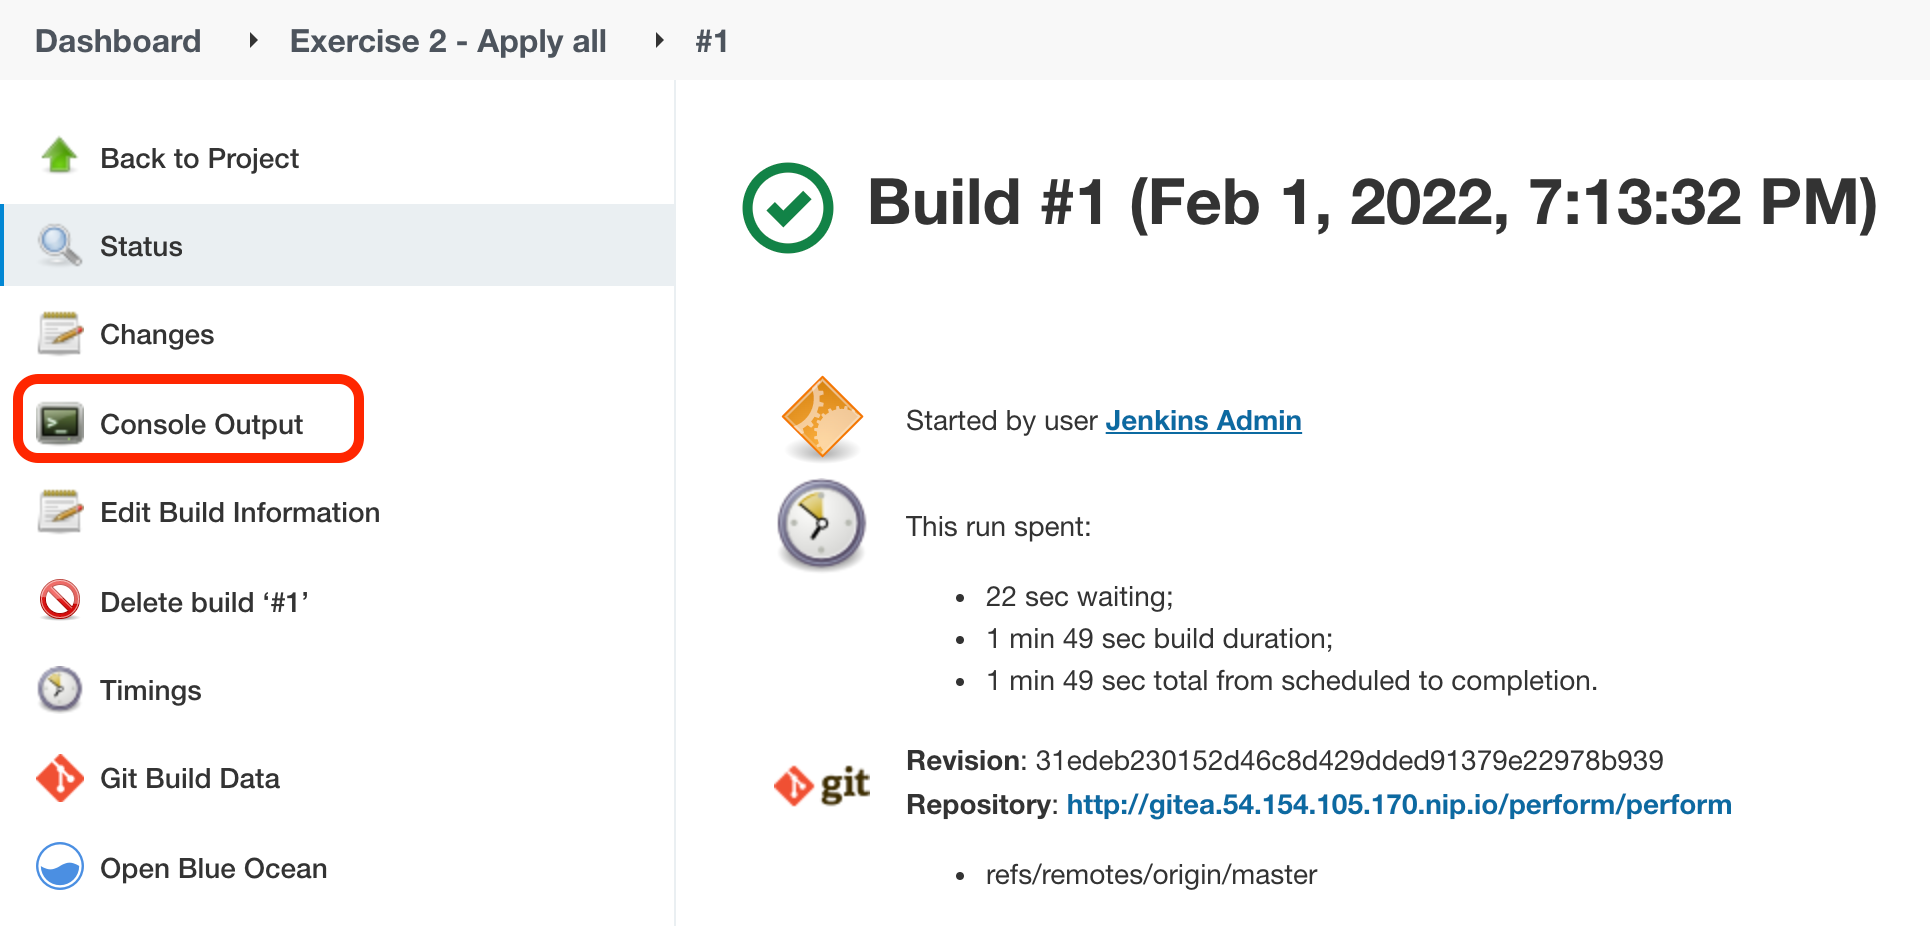 Dashboard ▸ Exercise 2 - Apply all ▸ #1
Back to Project
Status
Changes
Console Output
Edit Build Information
Delete build ‘#1’
Timings
Git Build Data
Open Blue Ocean
Build #1 (Feb 1, 2022, 7:13:32 PM)
Started by user Jenkins Admin
This run spent:
• 22 sec waiting;
• 1 min 49 sec build duration;
• 1 min 49 sec total from scheduled to completion.
git
Revision: 31edeb230152d46c8d429dded91379e22978b939
Repository: http://gitea.54.154.105.170.nip.io/perform/perform
• refs/remotes/origin/master